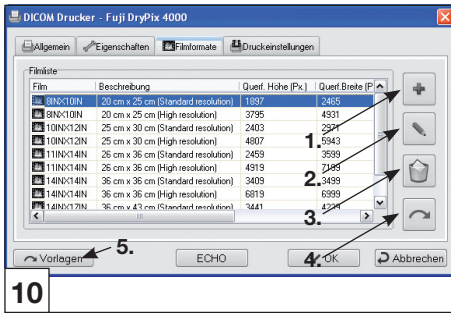 DICOM Drucker - Fuji DryPix 4000
Allgemein Eigenschaften Filmformate Druckeinstellungen
Filmliste
Film Beschreibung Querf. Höhe (Px.) Querf.Breite (P
8INX10IN 20 cm x 25 cm (Standard resolution) 1897 2465
8INX10IN 20 cm x 25 cm (High resolution) 3795 4931
10INX12IN 25 cm x 30 cm (Standard resolution) 2403 2971
10INX12IN 25 cm x 30 cm (High resolution) 4807 5943
11INX14IN 26 cm x 36 cm (Standard resolution) 2459 3599
11INX14IN 26 cm x 36 cm (High resolution) 4919 7199
14INX14IN 36 cm x 36 cm (Standard resolution) 3409 3499
14INX14IN 36 cm x 36 cm (High resolution) 6819 6999
14INX17IN 36 cm x 43 cm (Standard resolution) 3441
1.
2.
3.
4.
5.
Vorlagen ECHO OK Abbrechen
10